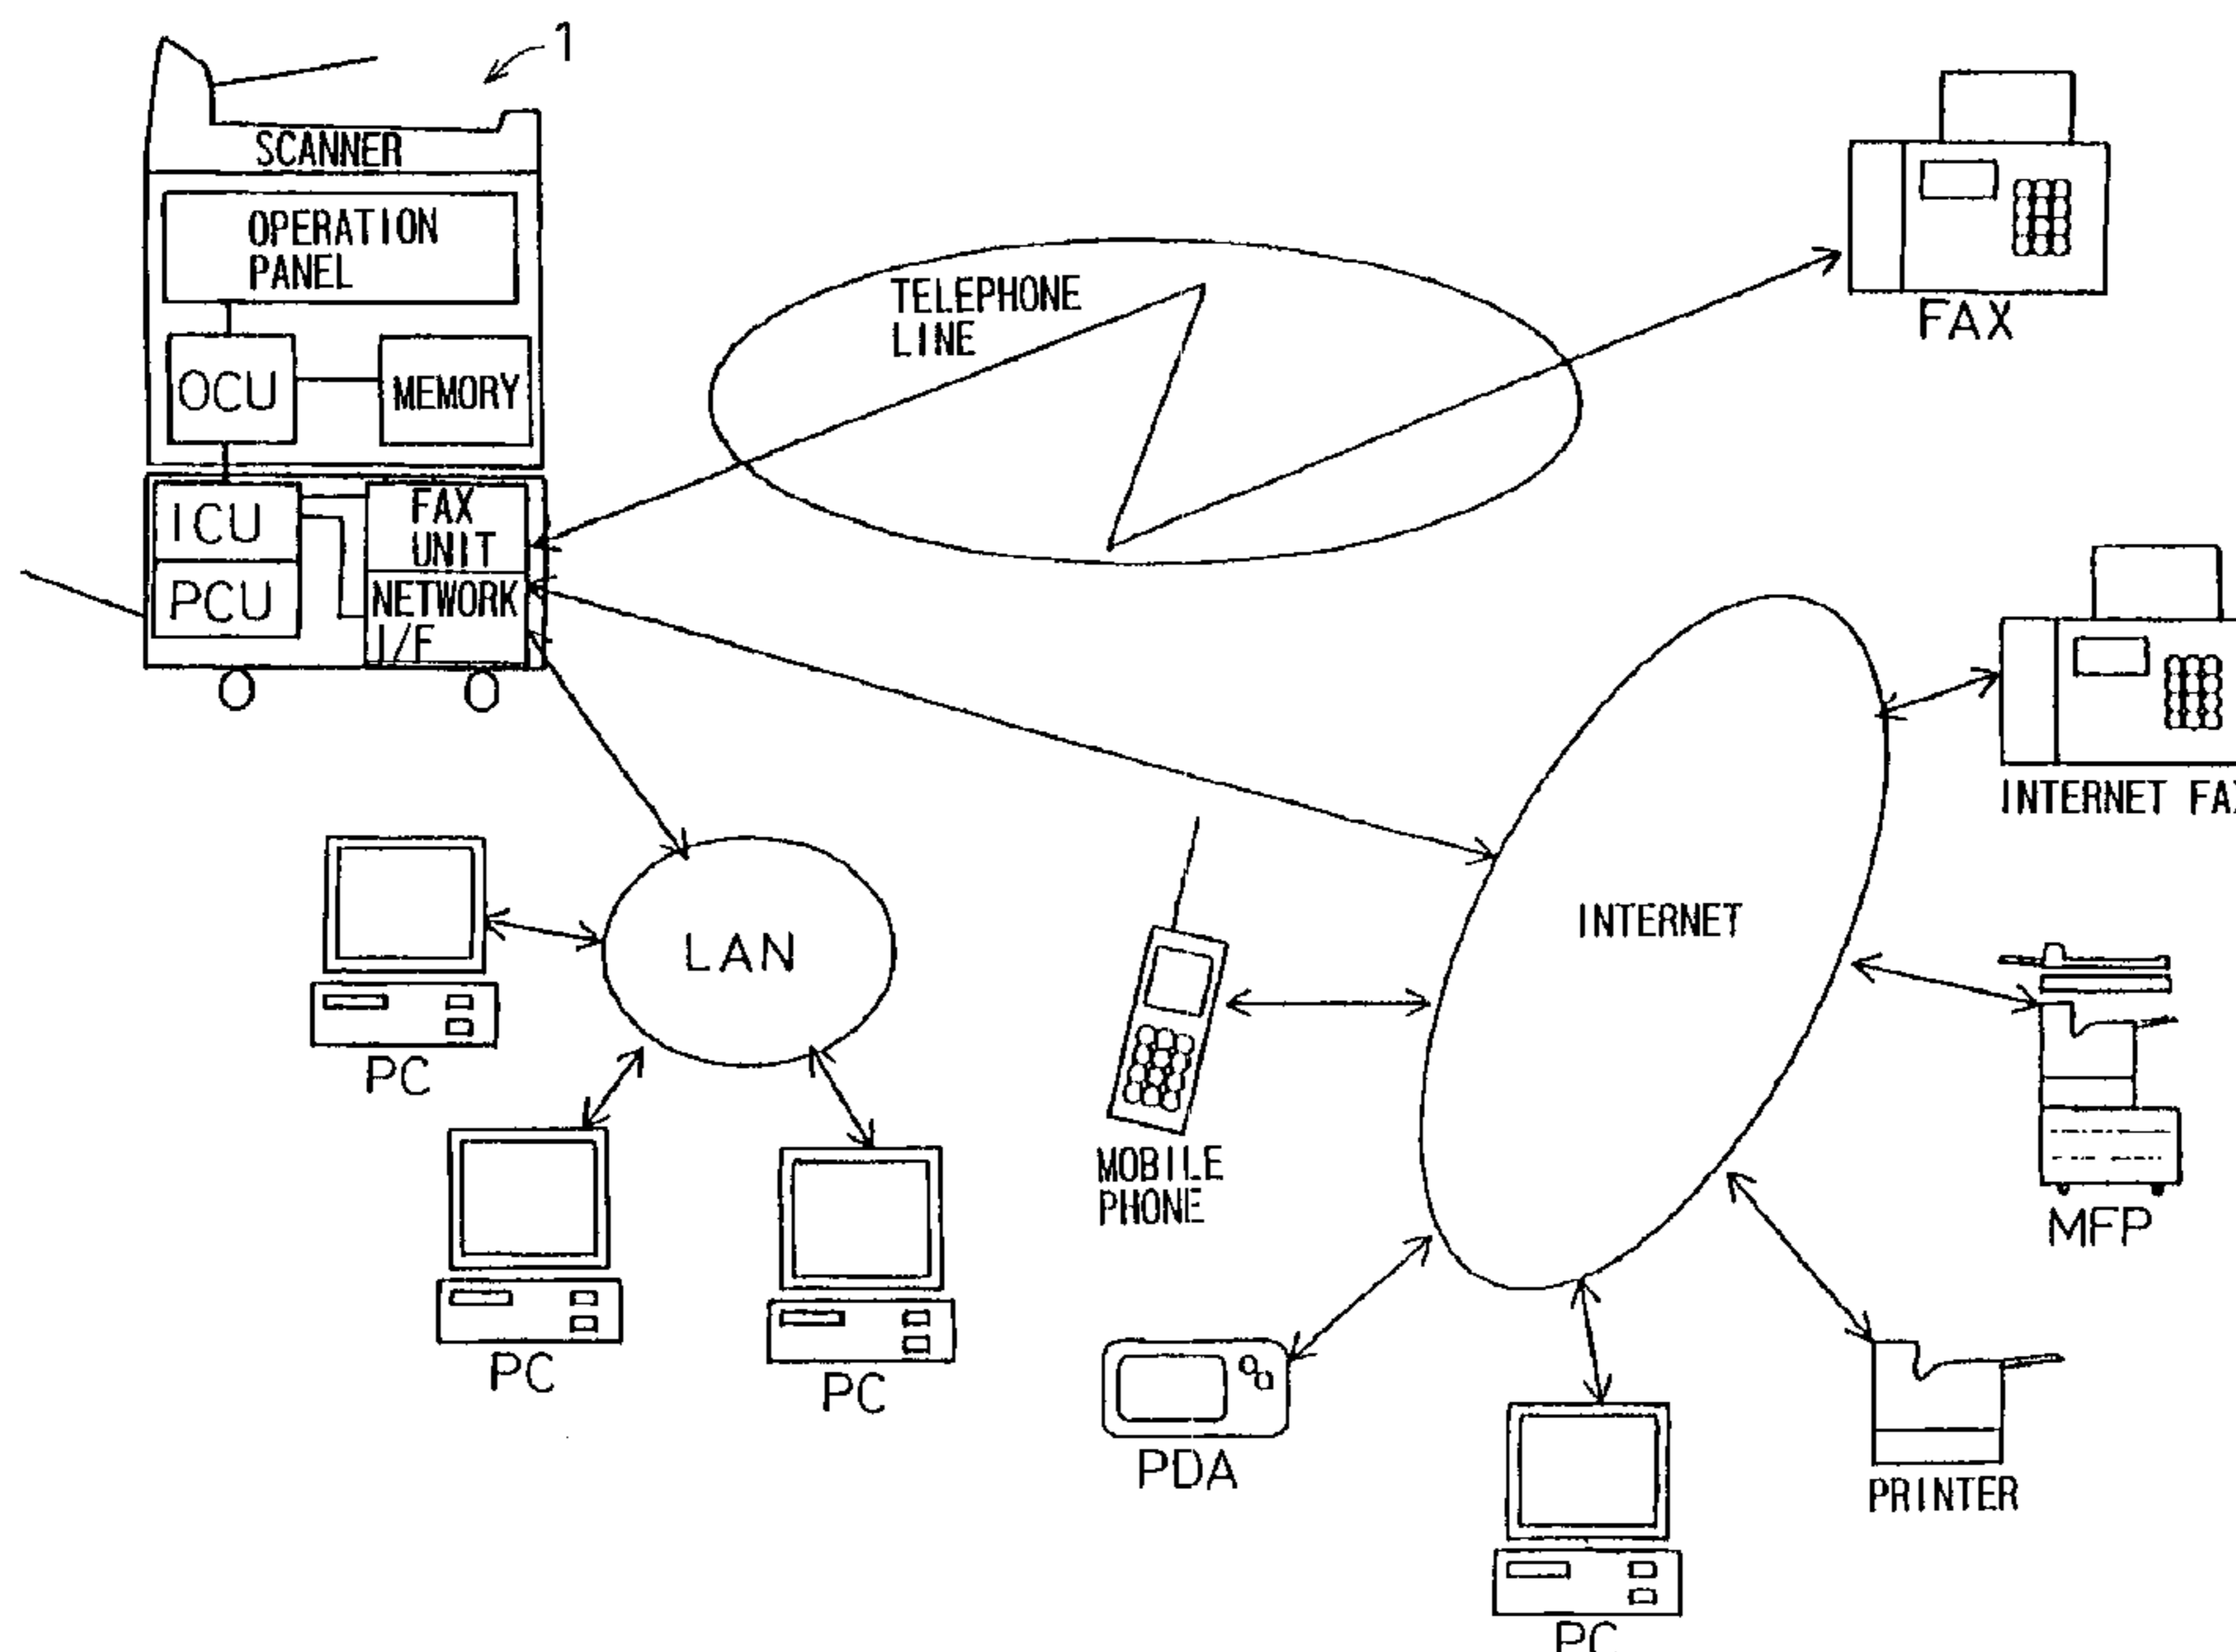 1
SCANNER
OPERATION
PANEL
OCU
MEMORY
ICU
PCU
FAX
UNIT
NETWORK
I/F
TELEPHONE
LINE
FAX
INTERNET FAX
INTERNET
LAN
PC
PC
PC
MOBILE
PHONE
PDA
PC
PRINTER
MFP